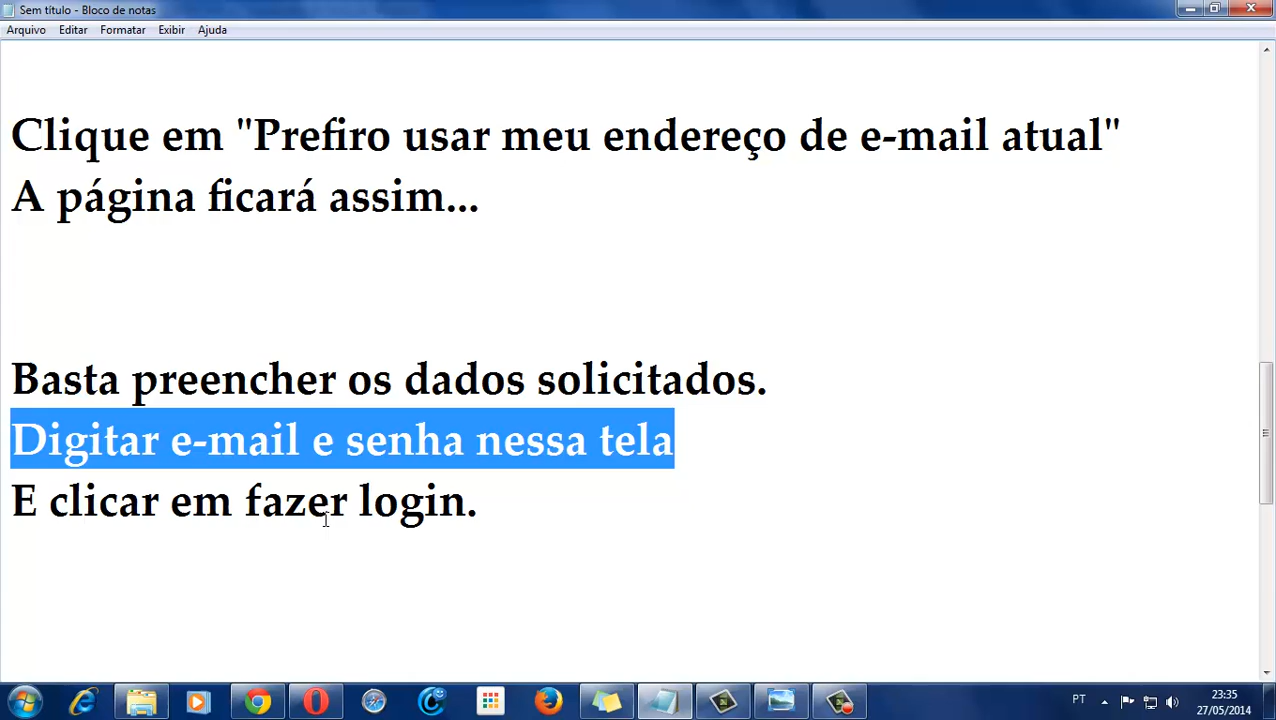 Sem título - Bloco de notas
Arquivo Editar Formatar Exibir Ajuda
Clique em "Prefiro usar meu endereço de e-mail atual"
A página ficará assim...
Basta preencher os dados solicitados.
Digitar e-mail e senha nessa tela
E clicar em fazer login.
PT
23:35
27/05/2014